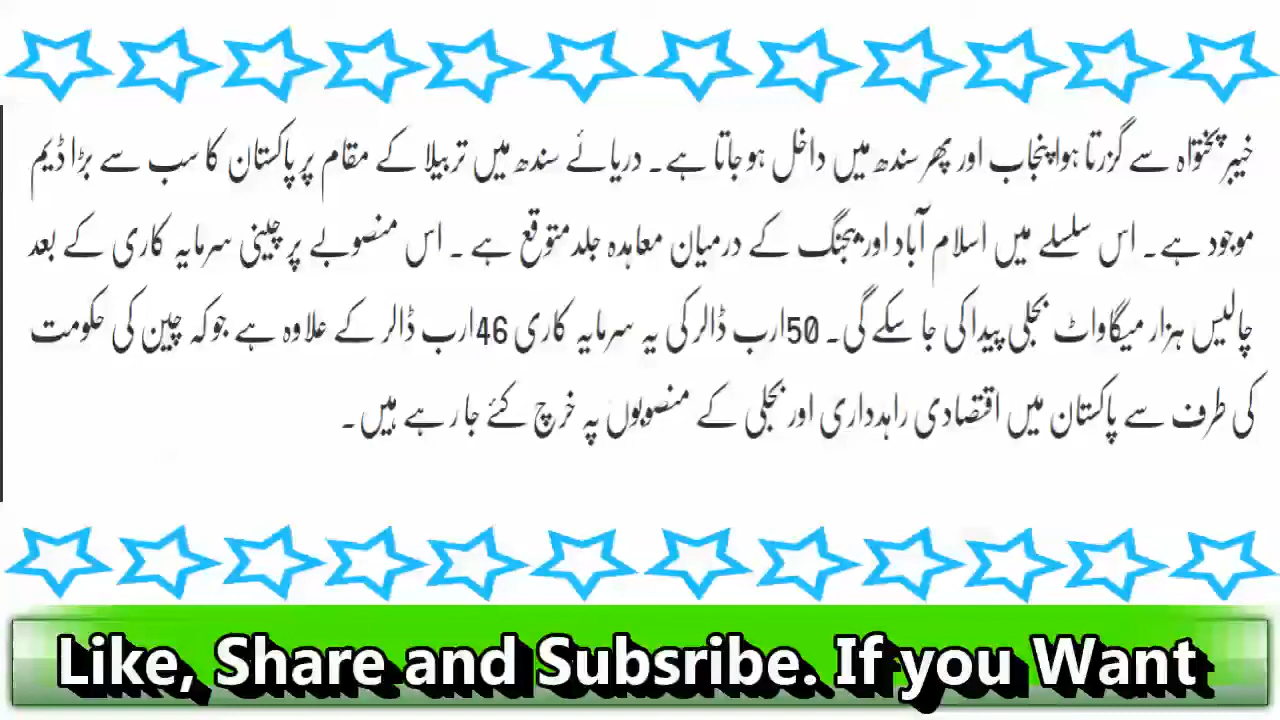 خیبر پختواہ سے گزرتا ہوا پنجاب اور پھر سندھ میں داخل ہو جاتا ہے۔ دریائے سندھ میں تربیلا کے مقام پر پاکستان کا سب سے بڑا ڈیم
موجود ہے۔ اس سلسلے میں اسلام آباد اور بیجنگ کے درمیان معاہدہ جلد متوقع ہے۔ اس منصوبے پر چینی سرمایہ کاری کے بعد
چالیس ہزار میگاواٹ بجلی پیدا کی جا سکے گی۔ 50ارب ڈالر کی یہ سرمایہ کاری 46ارب ڈالر کے علاوہ ہے جو کہ چین کی حکومت
کی طرف سے پاکستان میں اقتصادی راہداری اور بجلی کے منصوبوں پہ خرچ کئے جا رہے ہیں۔
Like, Share and Subsribe. If you Want